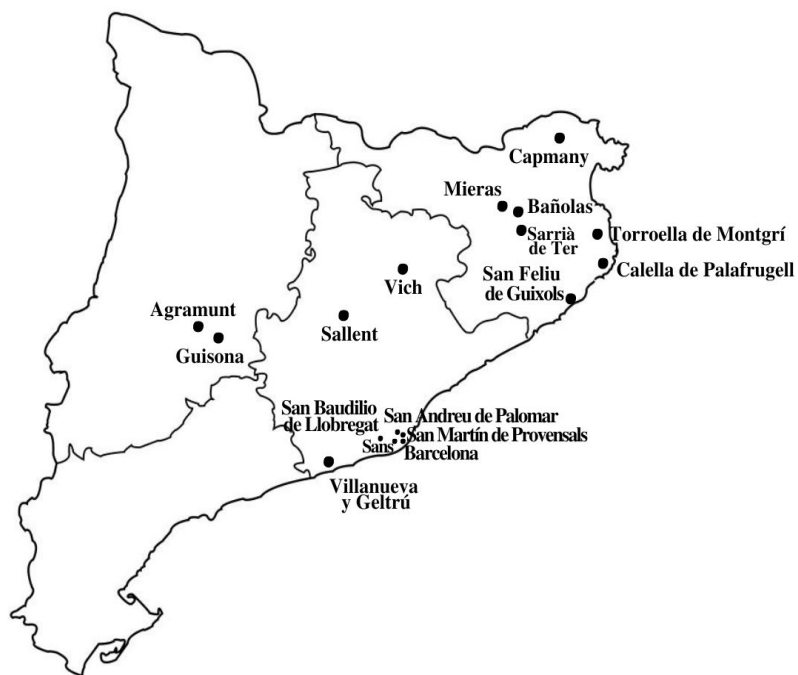 Capmany
Mieras
Bañolas
Sarrià
de Ter
Torroella de Montgrí
Calella de Palafrugell
San Feliu
de Guixols
Vich
Agramunt
Guisona
Sallent
San Baudilio
de Llobregat
San Andreu de Palomar
San Martín de Provensals
Sans
Barcelona
Villanueva
y Geltrú